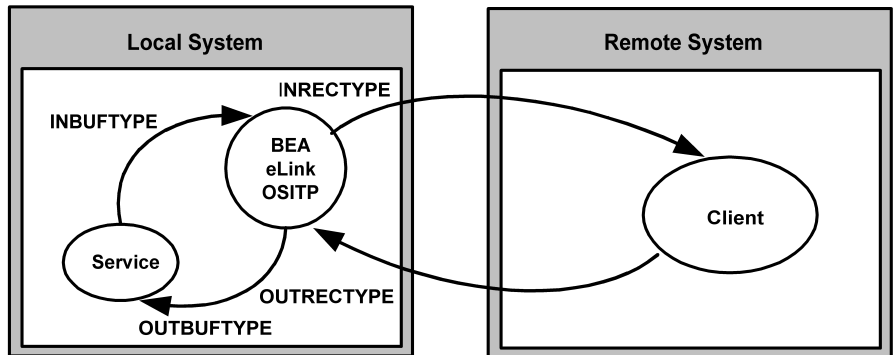 Local System
Remote System
INRECTYPE
INBUFTYPE
BEA
eLink
OSITP
Client
Service
OUTRECTYPE
OUTBUFTYPE